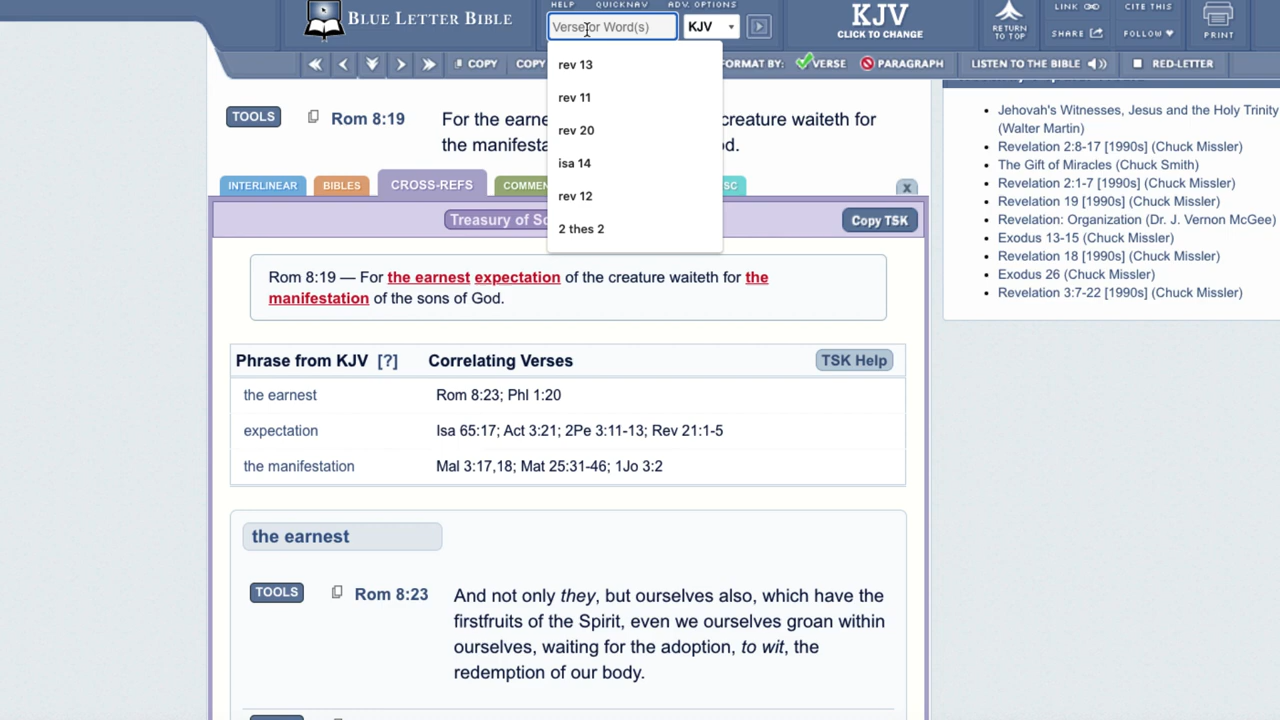 HELP QUICKNAV ADV. OPTIONS
BLUE LETTER BIBLE
Verse or Word(s)
KJV
KJV
CLICK TO CHANGE
RETURN
TO TOP
LINK
SHARE
CITE THIS
FOLLOW
PRINT
COPY
COPY
FORMAT BY: VERSE PARAGRAPH
LISTEN TO THE BIBLE
RED-LETTER
rev 13
rev 11
rev 20
isa 14
rev 12
2 thes 2
TOOLS
Rom 8:19
For the earne creature waiteth for
the manifesta d.
INTERLINEAR
BIBLES
CROSS-REFS
COMMEN
SC
x
Treasury of Sc
Copy TSK
Rom 8:19 — For the earnest expectation of the creature waiteth for the
manifestation of the sons of God.
Phrase from KJV [?] Correlating Verses
TSK Help
the earnest Rom 8:23; Phl 1:20
expectation Isa 65:17; Act 3:21; 2Pe 3:11-13; Rev 21:1-5
the manifestation Mal 3:17,18; Mat 25:31-46; 1Jo 3:2
the earnest
TOOLS
Rom 8:23
And not only they, but ourselves also, which have the
firstfruits of the Spirit, even we ourselves groan within
ourselves, waiting for the adoption, to wit, the
redemption of our body.
Jehovah's Witnesses, Jesus and the Holy Trinity
(Walter Martin)
Revelation 2:8-17 [1990s] (Chuck Missler)
The Gift of Miracles (Chuck Smith)
Revelation 2:1-7 [1990s] (Chuck Missler)
Revelation 19 [1990s] (Chuck Missler)
Revelation: Organization (Dr. J. Vernon McGee)
Exodus 13-15 (Chuck Missler)
Revelation 18 [1990s] (Chuck Missler)
Exodus 26 (Chuck Missler)
Revelation 3:7-22 [1990s] (Chuck Missler)